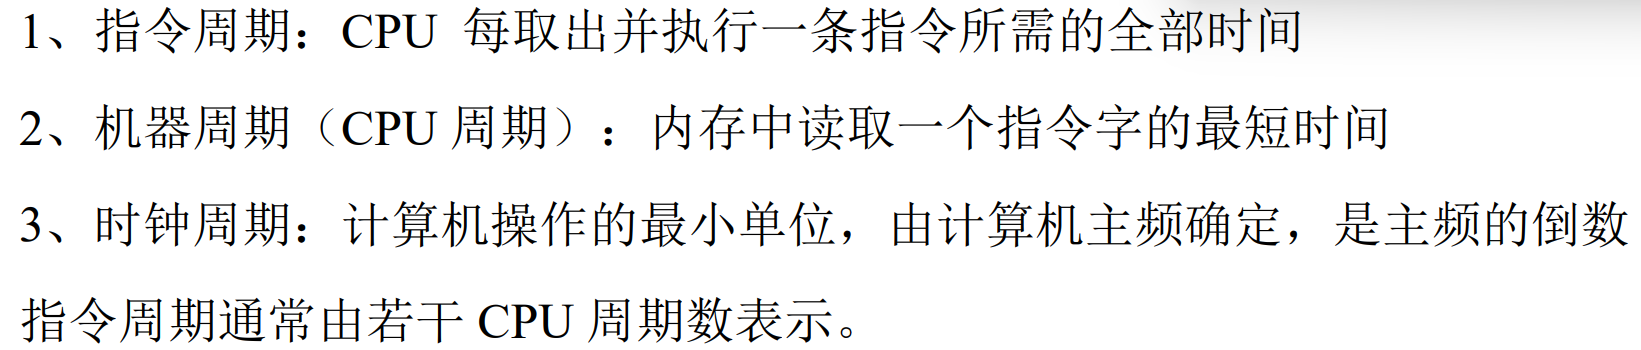 1、指令周期：CPU 每取出并执行一条指令所需的全部时间
2、机器周期（CPU 周期）：内存中读取一个指令字的最短时间
3、时钟周期：计算机操作的最小单位，由计算机主频确定，是主频的倒数
指令周期通常由若干 CPU 周期数表示。